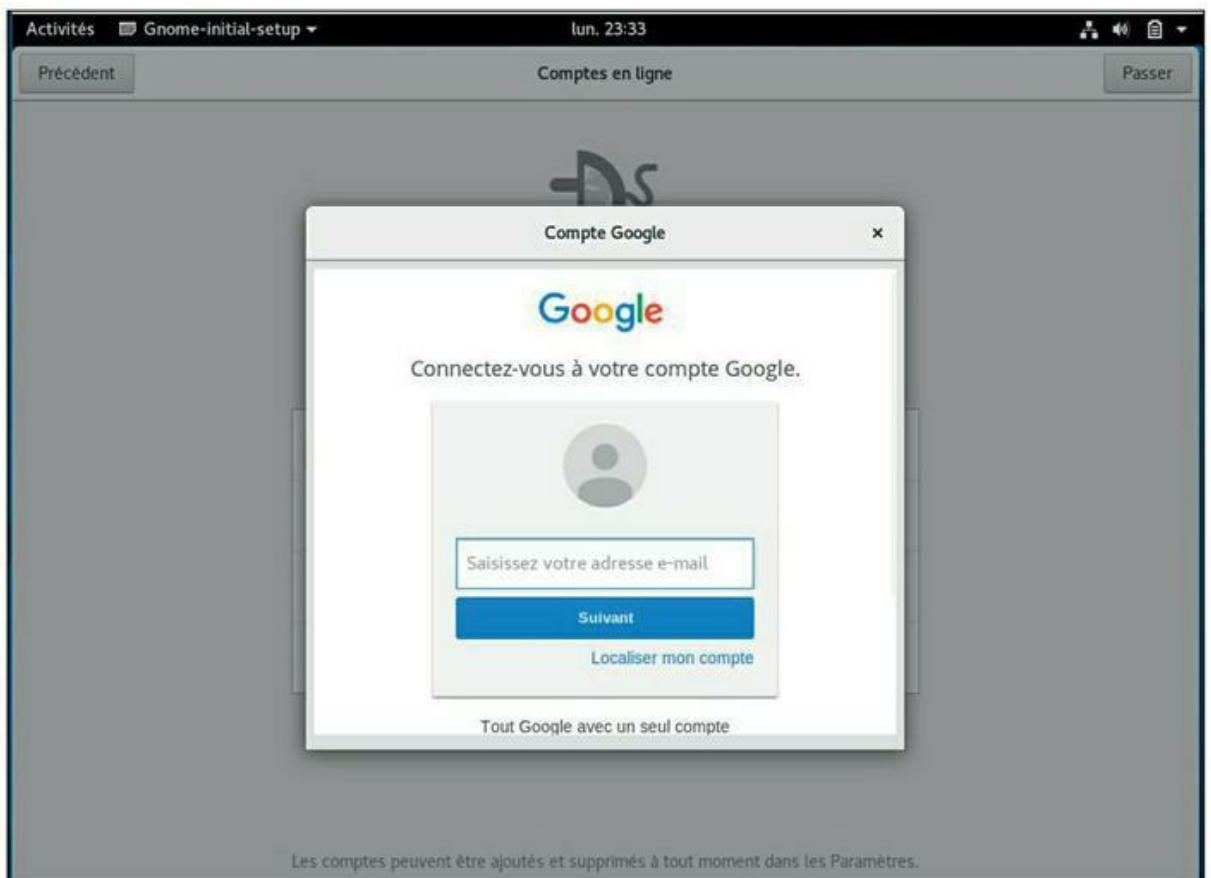 Activités Gnome-initial-setup lun. 23:33
Précédent Comptes en ligne Passer
Compte Google ×
Google
Connectez-vous à votre compte Google.
Saisissez votre adresse e-mail
Suivant
Localiser mon compte
Tout Google avec un seul compte
Les comptes peuvent être ajoutés et supprimés à tout moment dans les Paramètres.